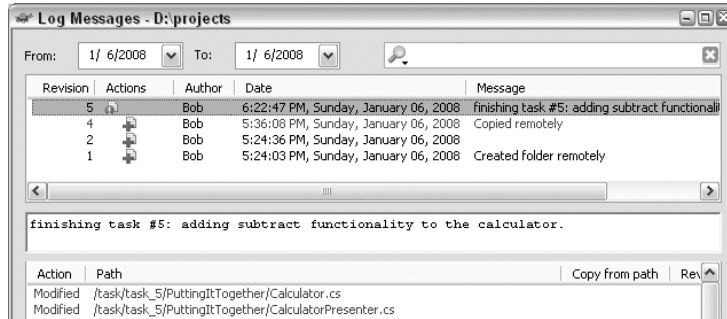 Log Messages - D:\projects
From: 1/ 6/2008 To: 1/ 6/2008
Revision Actions Author Date Message
5 Bob 6:22:47 PM, Sunday, January 06, 2008 finishing task #5: adding subtract functionali
4 Bob 5:36:08 PM, Sunday, January 06, 2008 Copied remotely
2 Bob 5:24:36 PM, Sunday, January 06, 2008
1 Bob 5:24:03 PM, Sunday, January 06, 2008 Created folder remotely
finishing task #5: adding subtract functionality to the calculator.
Action Path Copy from path Rev
Modified /task/task_5/PuttingItTogether/Calculator.cs
Modified /task/task_5/PuttingItTogether/CalculatorPresenter.cs